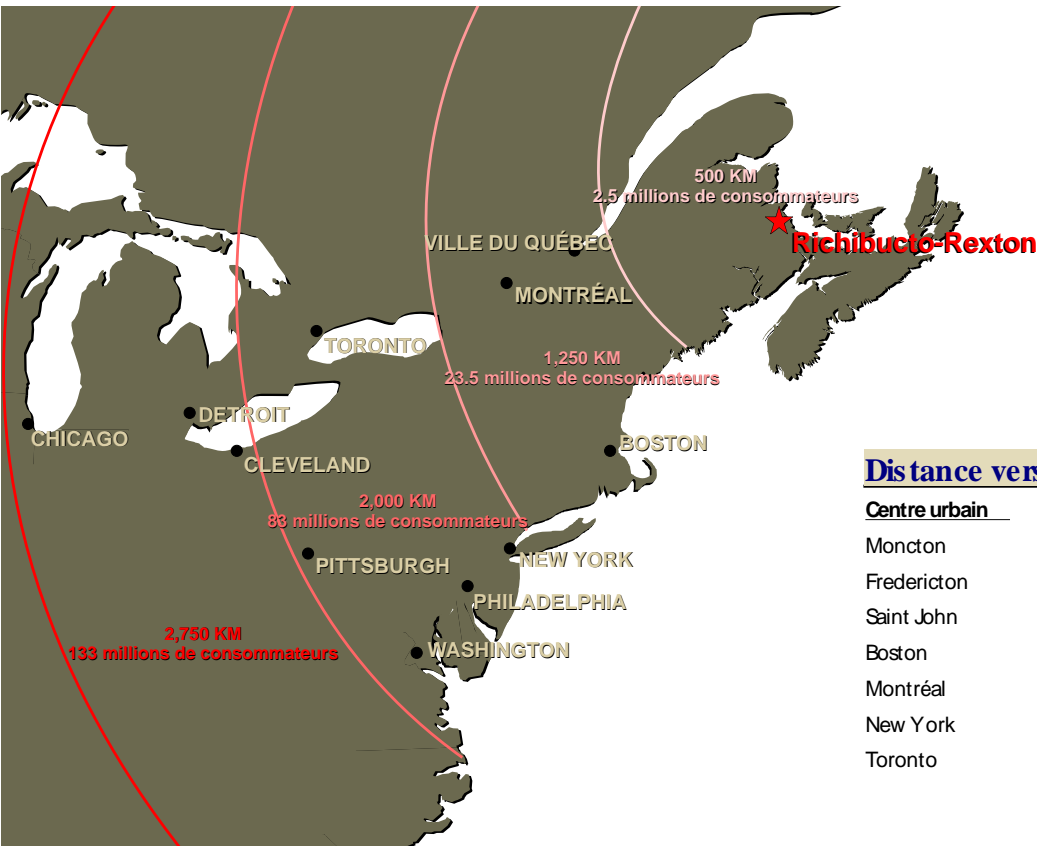 500 KM
2.5 millions de consommateurs
Richibucto-Rexton
VILLE DU QUÉBEC
MONTRÉAL
TORONTO
1,250 KM
23.5 millions de consommateurs
DETROIT
CHICAGO
CLEVELAND
BOSTON
2,000 KM
83 millions de consommateurs
PITTSBURGH
NEW YORK
PHILADELPHIA
2,750 KM
133 millions de consommateurs
WASHINGTON
Distance vers
Centre urbain
Moncton
Fredericton
Saint John
Boston
Montréal
New York
Toronto